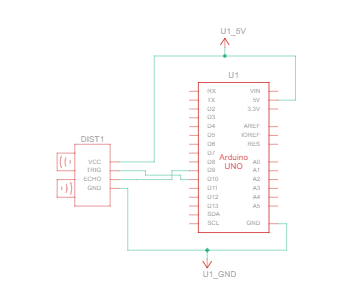 U1_5V
U1
RX VIN
TX 5V
D2 3.3V
D3
D4 AREF
D5 IOREF
D6 RES
D7
DIST1
Arduino
UNO
VCC D8 A0
TRIG D9 A1
ECHO D10 A2
GND D11 A3
D12 A4
D13 A5
SDA
SCL GND
U1_GND